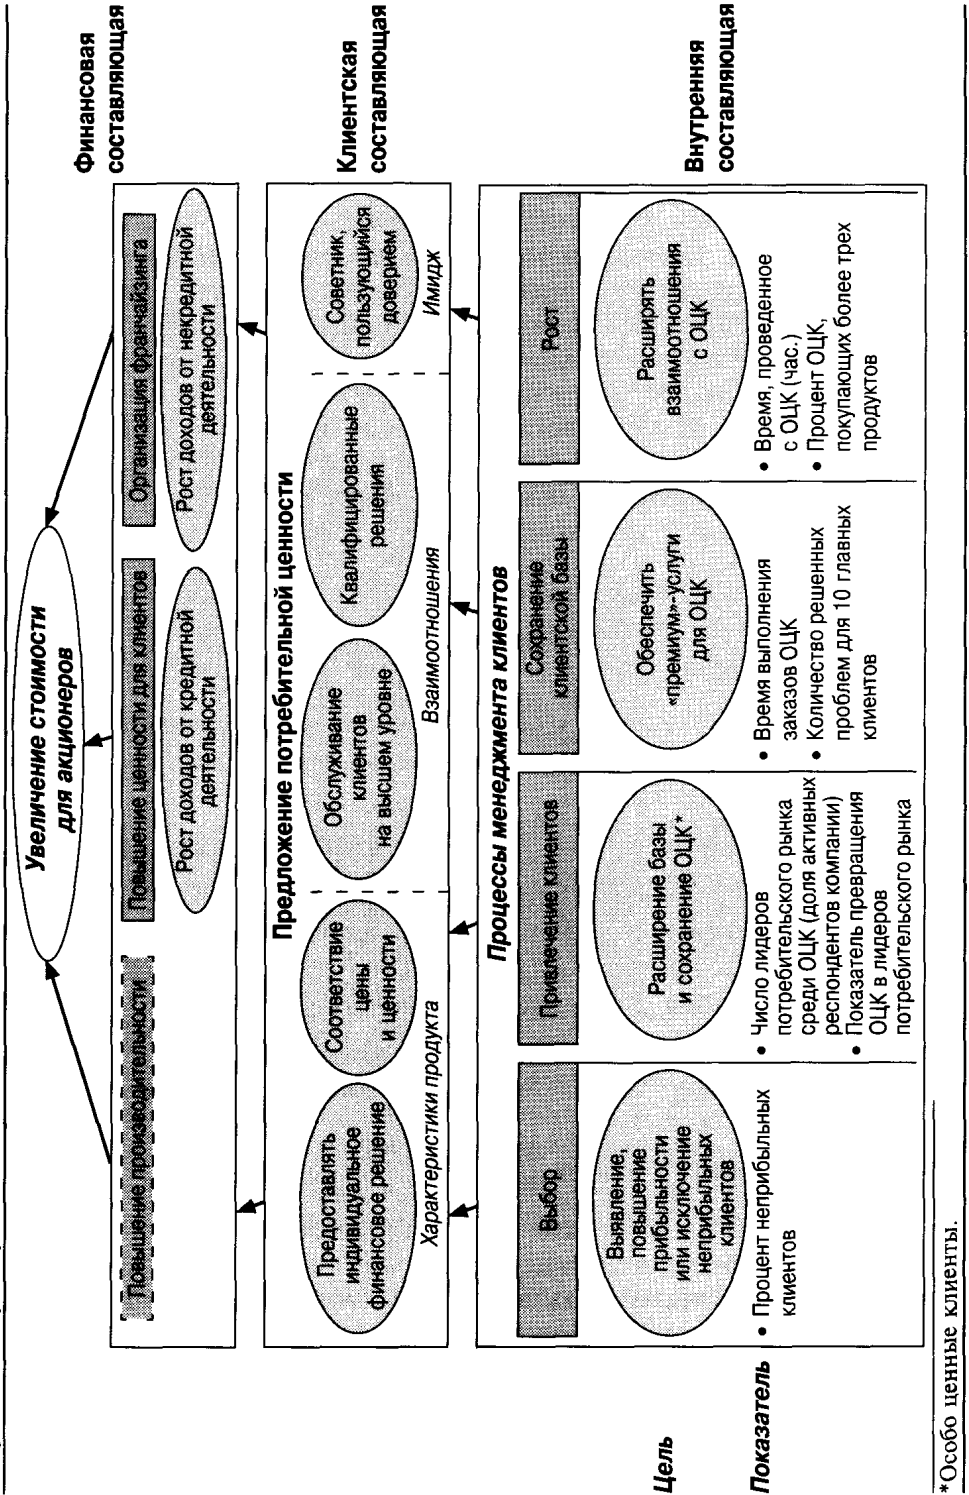 Финансовая
составляющая
Увеличение стоимости
для акционеров
Повышение производительности
Повышение ценности для клиентов
Организация франчайзинга
Рост доходов от кредитной
деятельности
Рост доходов от некредитной
деятельности
Клиентская
составляющая
Предложение потребительной ценности
Предоставлять
индивидуальное
финансовое решение
Соответствие
цены
и ценности
Обслуживание
клиентов
на высшем уровне
Квалифицированные
решения
Советник,
пользующийся
доверием
Характеристики продукта
Взаимоотношения
Имидж
Внутренняя
составляющая
Процессы менеджмента клиентов
Выбор
Привлечение клиентов
Сохранение
клиентской базы
Рост
Цель
Выявление,
повышение
прибыльности
или исключение
неприбыльных
клиентов
Расширение базы
и сохранение ОЦК*
Обеспечить
«премиум»-услуги
для ОЦК
Расширять
взаимоотношения
с ОЦК
Показатель
• Процент неприбыльных
клиентов
• Число лидеров
потребительского рынка
среди ОЦК (доля активных
респондентов компании)
• Показатель превращения
ОЦК в лидеров
потребительского рынка
• Время выполнения
заказов ОЦК
• Количество решенных
проблем для 10 главных
клиентов
• Время, проведенное
с ОЦК (час.)
• Процент ОЦК,
покупающих более трех
продуктов
*Особо ценные клиенты.